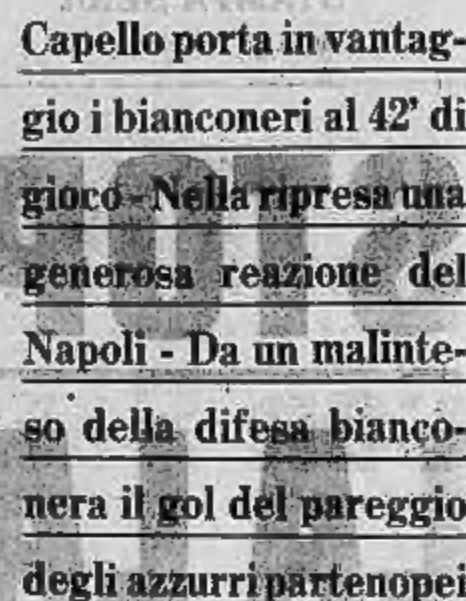 Capello porta in vantag-
gio i bianconeri al 42' di
gioco - Nella ripresa una
generosa reazione del
Napoli - Da un malinte-
so della difesa bianco-
nera il gol del pareggio
degli azzurri partenopei